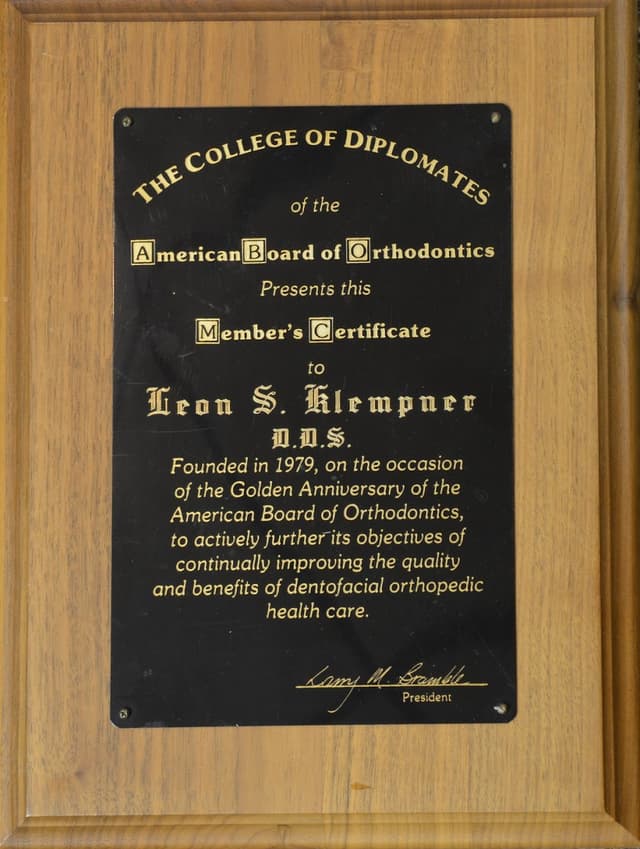 THE COLLEGE OF DIPLOMATES
of the
American Board of Orthodontics
Presents this
Member's Certificate
to
Leon S. Klempner
D.D.S.
Founded in 1979, on the occasion
of the Golden Anniversary of the
American Board of Orthodontics,
to actively further its objectives of
continually improving the quality
and benefits of dentofacial orthopedic
health care.
Larry M. Bramble
President